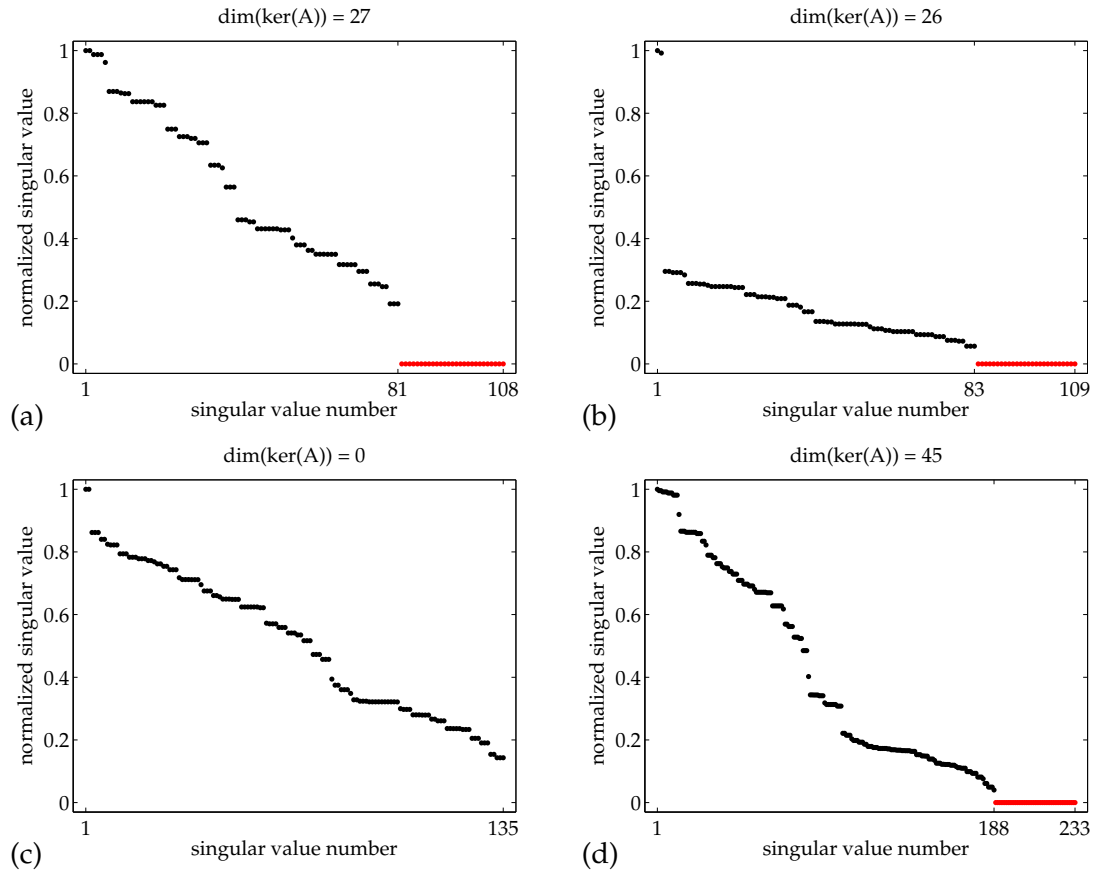 dim(ker(A)) = 27
normalized singular value
1
0.8
0.6
0.4
0.2
0
1
81
108
singular value number
(a)
dim(ker(A)) = 26
normalized singular value
1
0.8
0.6
0.4
0.2
0
1
83
109
singular value number
(b)
dim(ker(A)) = 0
normalized singular value
1
0.8
0.6
0.4
0.2
0
1
135
singular value number
(c)
dim(ker(A)) = 45
normalized singular value
1
0.8
0.6
0.4
0.2
0
1
188
233
singular value number
(d)